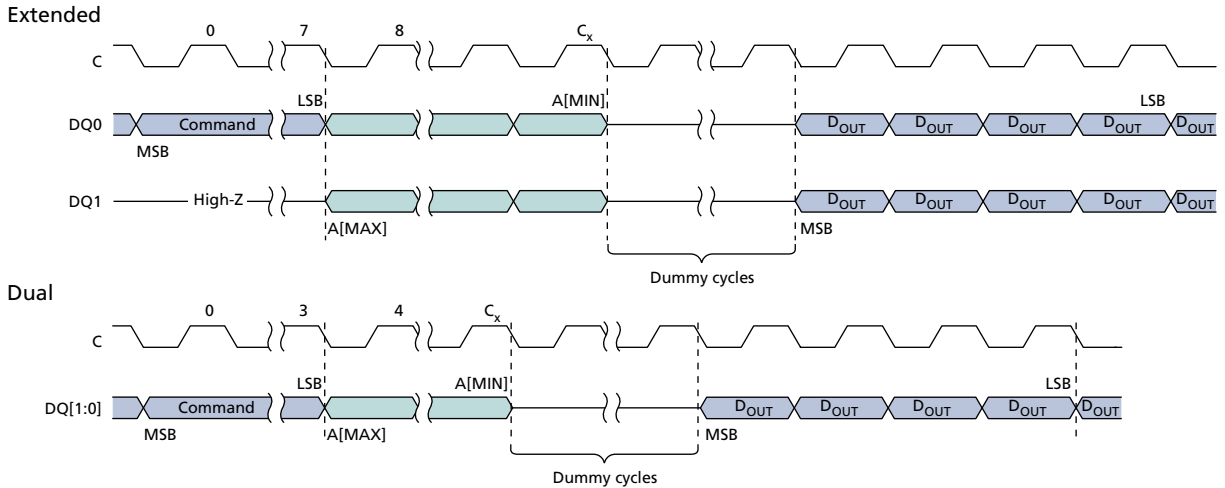 Extended
0 7 8 Cx
C
LSB A[MIN] LSB
DQ0 Command DOUT DOUT DOUT DOUT DOUT
MSB
DQ1 High-Z DOUT DOUT DOUT DOUT DOUT
A[MAX] MSB
Dummy cycles
Dual
0 3 4 Cx
C
LSB A[MIN] LSB
DQ[1:0] Command DOUT DOUT DOUT DOUT DOUT
MSB A[MAX] MSB
Dummy cycles